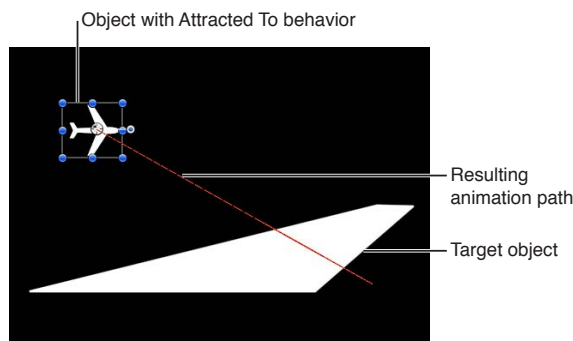 Object with Attracted To behavior
Resulting
animation path
Target object